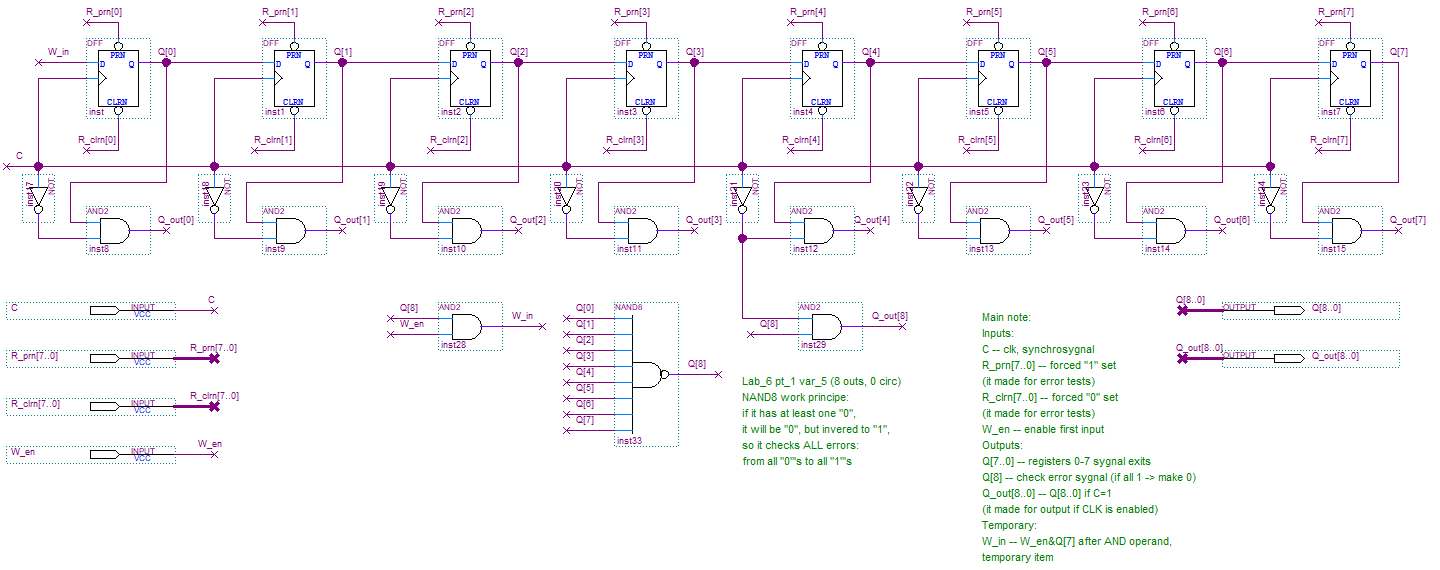 R_prn[0] R_prn[1] R_prn[2] R_prn[3] R_prn[4] R_prn[5] R_prn[6] R_prn[7]
DFF DFF DFF DFF DFF DFF DFF DFF
W_in Q[0] Q[1] Q[2] Q[3] Q[4] Q[5] Q[6] Q[7]
PRN PRN PRN PRN PRN PRN PRN PRN
D Q D Q D Q D Q D Q D Q D Q D Q
CLRN CLRN CLRN CLRN CLRN CLRN CLRN CLRN
inst inst1 inst2 inst3 inst4 inst5 inst6 inst7
R_clrn[0] R_clrn[1] R_clrn[2] R_clrn[3] R_clrn[4] R_clrn[5] R_clrn[6] R_clrn[7]
C
inst17 NOT inst18 NOT inst19 NOT inst20 NOT inst21 NOT inst22 NOT inst23 NOT inst24 NOT
AND2 AND2 AND2 AND2 AND2 AND2 AND2 AND2
Q_out[0] Q_out[1] Q_out[2] Q_out[3] Q_out[4] Q_out[5] Q_out[6] Q_out[7]
inst8 inst9 inst10 inst11 inst12 inst13 inst14 inst15
C INPUT VCC C
R_prn[7..0] INPUT VCC R_prn[7..0]
R_clrn[7..0] INPUT VCC R_clrn[7..0]
W_en INPUT VCC W_en
AND2
Q[8]
W_en
W_in
inst28
NAND8
Q[0]
Q[1]
Q[2]
Q[3]
Q[4]
Q[5]
Q[6]
Q[7]
Q[8]
inst33
AND2
Q[8]
Q_out[8]
inst29
Lab_6 pt_1 var_5 (8 outs, 0 circ)
NAND8 work principe:
if it has at least one "0",
it will be "0", but invered to "1",
so it checks ALL errors:
from all "0"'s to all "1"'s
Main note:
Inputs:
C -- clk, synchrosygnal
R_prn[7..0] -- forced "1" set
(it made for error tests)
R_clrn[7..0] -- forced "0" set
(it made for error tests)
W_en -- enable first input
Outputs:
Q[7..0] -- registers 0-7 sygnal exits
Q[8] -- check error sygnal (if all 1 -> make 0)
Q_out[8..0] -- Q[8..0] if C=1
(it made for output if CLK is enabled)
Temporary:
W_in -- W_en&Q[7] after AND operand,
temporary item
Q[8..0] OUTPUT Q[8..0]
Q_out[8..0] OUTPUT Q_out[8..0]